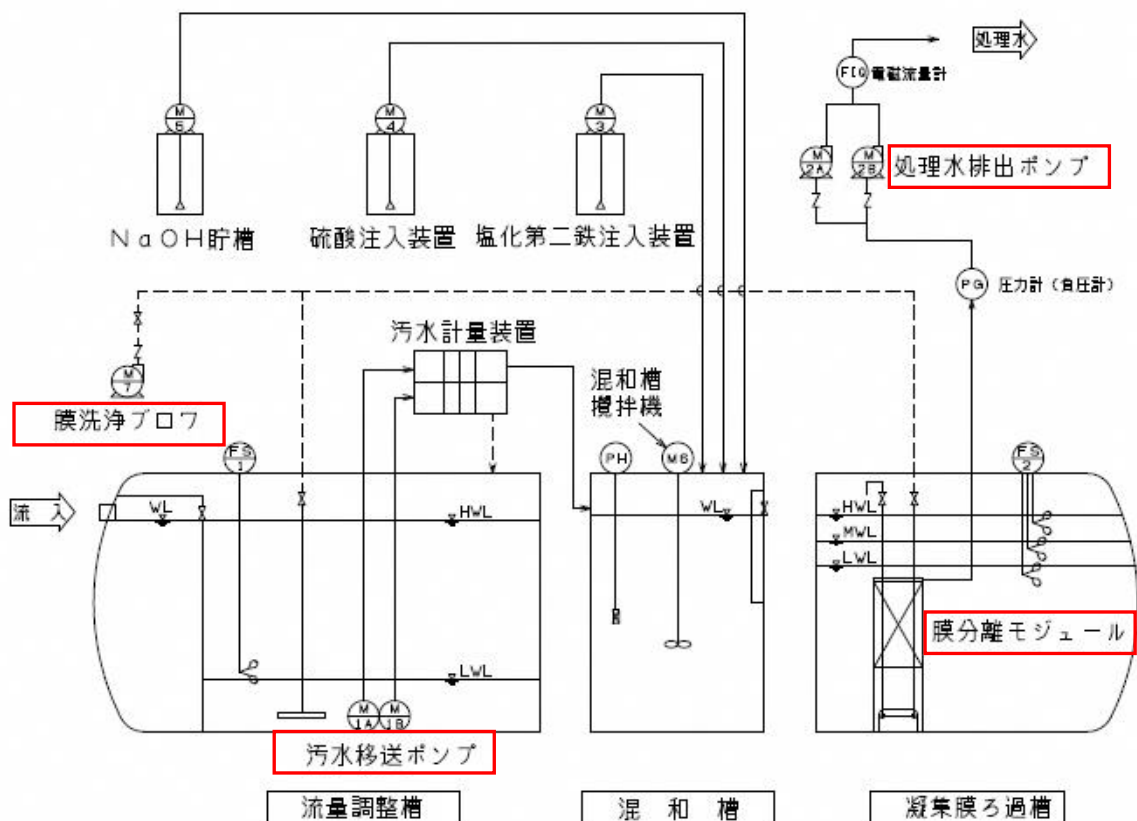 処理水
FIQ 電磁流量計
M 5
M 4
M 3
M 2A
M 2B
処理水排出ポンプ
NaOH貯槽
硫酸注入装置
塩化第二鉄注入装置
PG 圧力計(負圧計)
汚水計量装置
M 7
膜洗浄ブロワ
混和槽
攪拌機
FS 1
PH
M6
FS 2
流 入
WL
HWL
WL
HWL
MWL
LWL
膜分離モジュール
LWL
M 1A
M 1B
汚水移送ポンプ
流量調整槽
混 和 槽
凝集膜ろ過槽